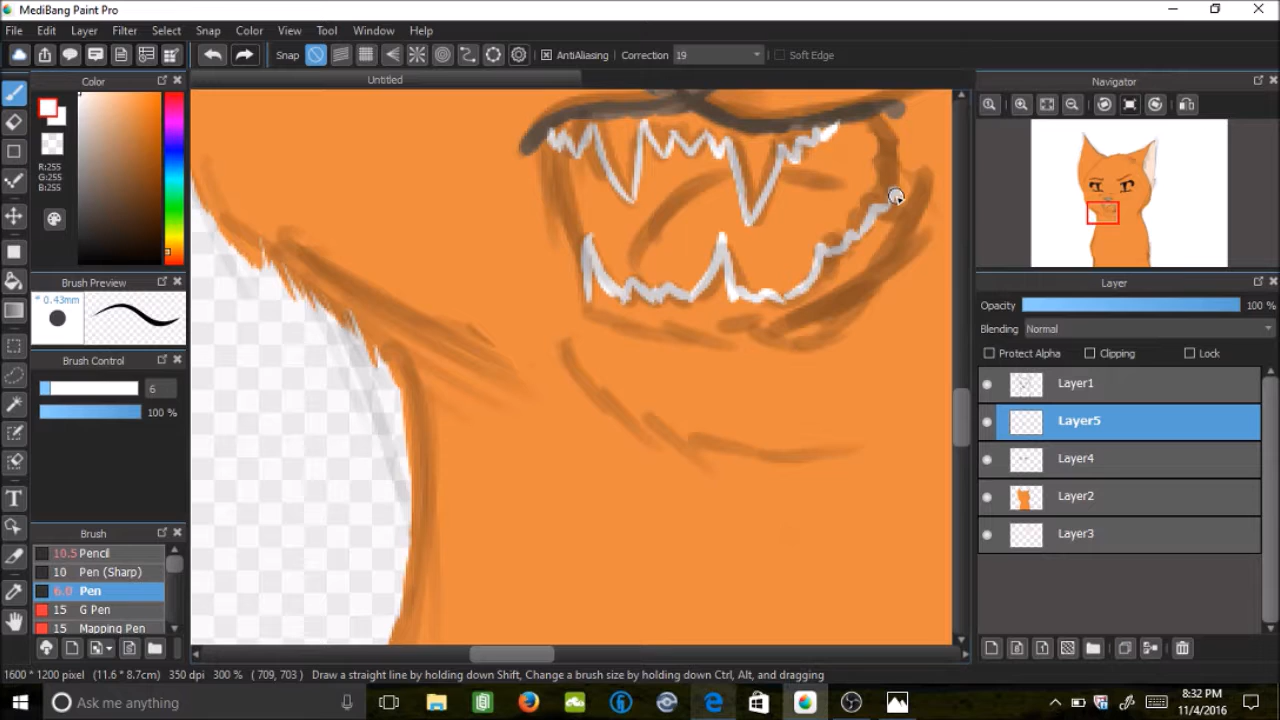 MediBang Paint Pro
File Edit Layer Filter Select Snap Color View Tool Window Help
Snap AntiAliasing Correction 19 Soft Edge
Color Untitled Navigator
R:255
G:255
B:255
Brush Preview
* 0.43mm
Brush Control
6
100 %
Brush
10.5 Pencil
10 Pen (Sharp)
6.0 Pen
15 G Pen
15 Mapping Pen
Layer
Opacity 100 %
Blending Normal
Protect Alpha Clipping Lock
Layer1
Layer5
Layer4
Layer2
Layer3
1600 * 1200 pixel (11.6 * 8.7cm) 350 dpi 300 % ( 709, 703) Draw a straight line by holding down Shift, Change a brush size by holding down Ctrl, Alt, and dragging
Ask me anything
8:32 PM
11/4/2016